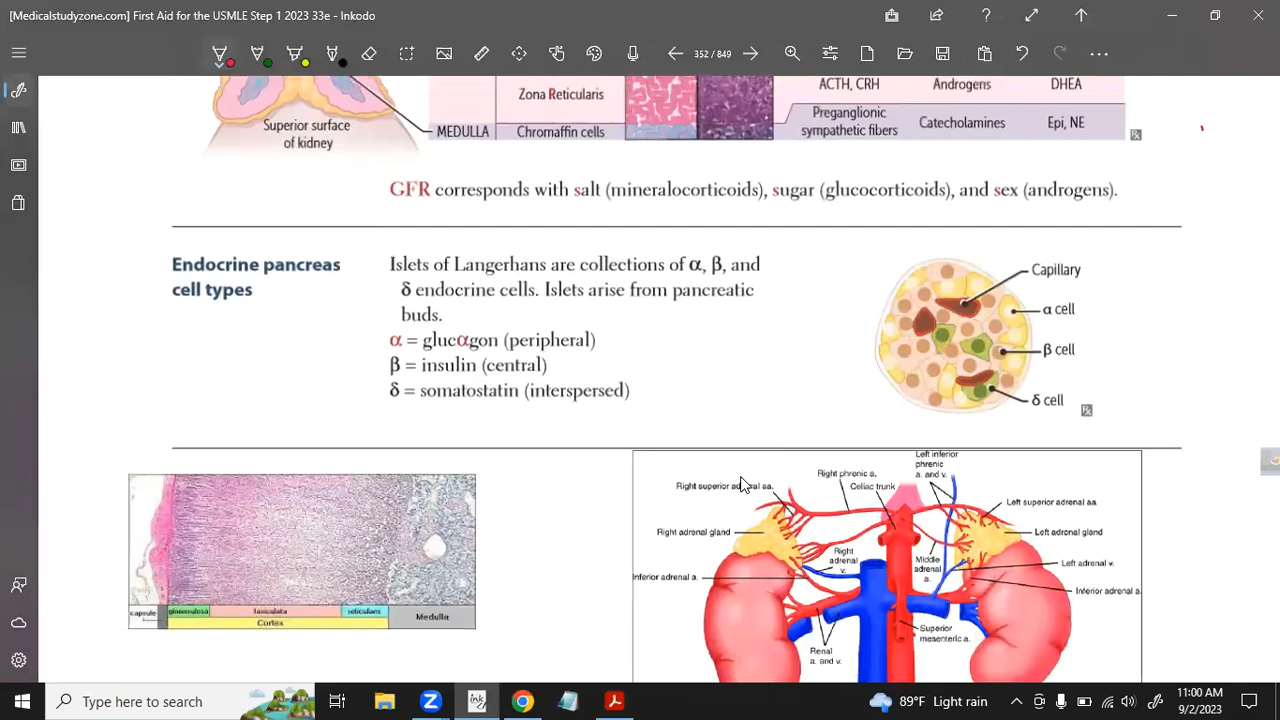 [Medicalstudyzone.com] First Aid for the USMLE Step 1 2023 33e - Inkodo
352 / 849
Superior surface
of kidney
MEDULLA
Zona Reticularis
Chromaffin cells
ACTH, CRH
Androgens
DHEA
Preganglionic
sympathetic fibers
Catecholamines
Epi, NE
GFR corresponds with salt (mineralocorticoids), sugar (glucocorticoids), and sex (androgens).
Endocrine pancreas
cell types
Islets of Langerhans are collections of α, β, and
δ endocrine cells. Islets arise from pancreatic
buds.
α = glucαgon (peripheral)
β = insulin (central)
δ = somatostatin (interspersed)
Capillary
α cell
β cell
δ cell
capsule
glomerulosa
fasiculata
reticularis
Cortex
Medulla
Left inferior
phrenic
a. and v.
Right phrenic a.
Celiac trunk
Right superior adrenal aa.
Left superior adrenal aa.
Right adrenal gland
Left adrenal gland
Right
adrenal
v.
Middle
adrenal
a.
Left adrenal v.
Inferior adrenal a.
Inferior adrenal a.
Superior
mesenteric a.
Renal
a. and v.
Type here to search
89°F Light rain
11:00 AM
9/2/2023